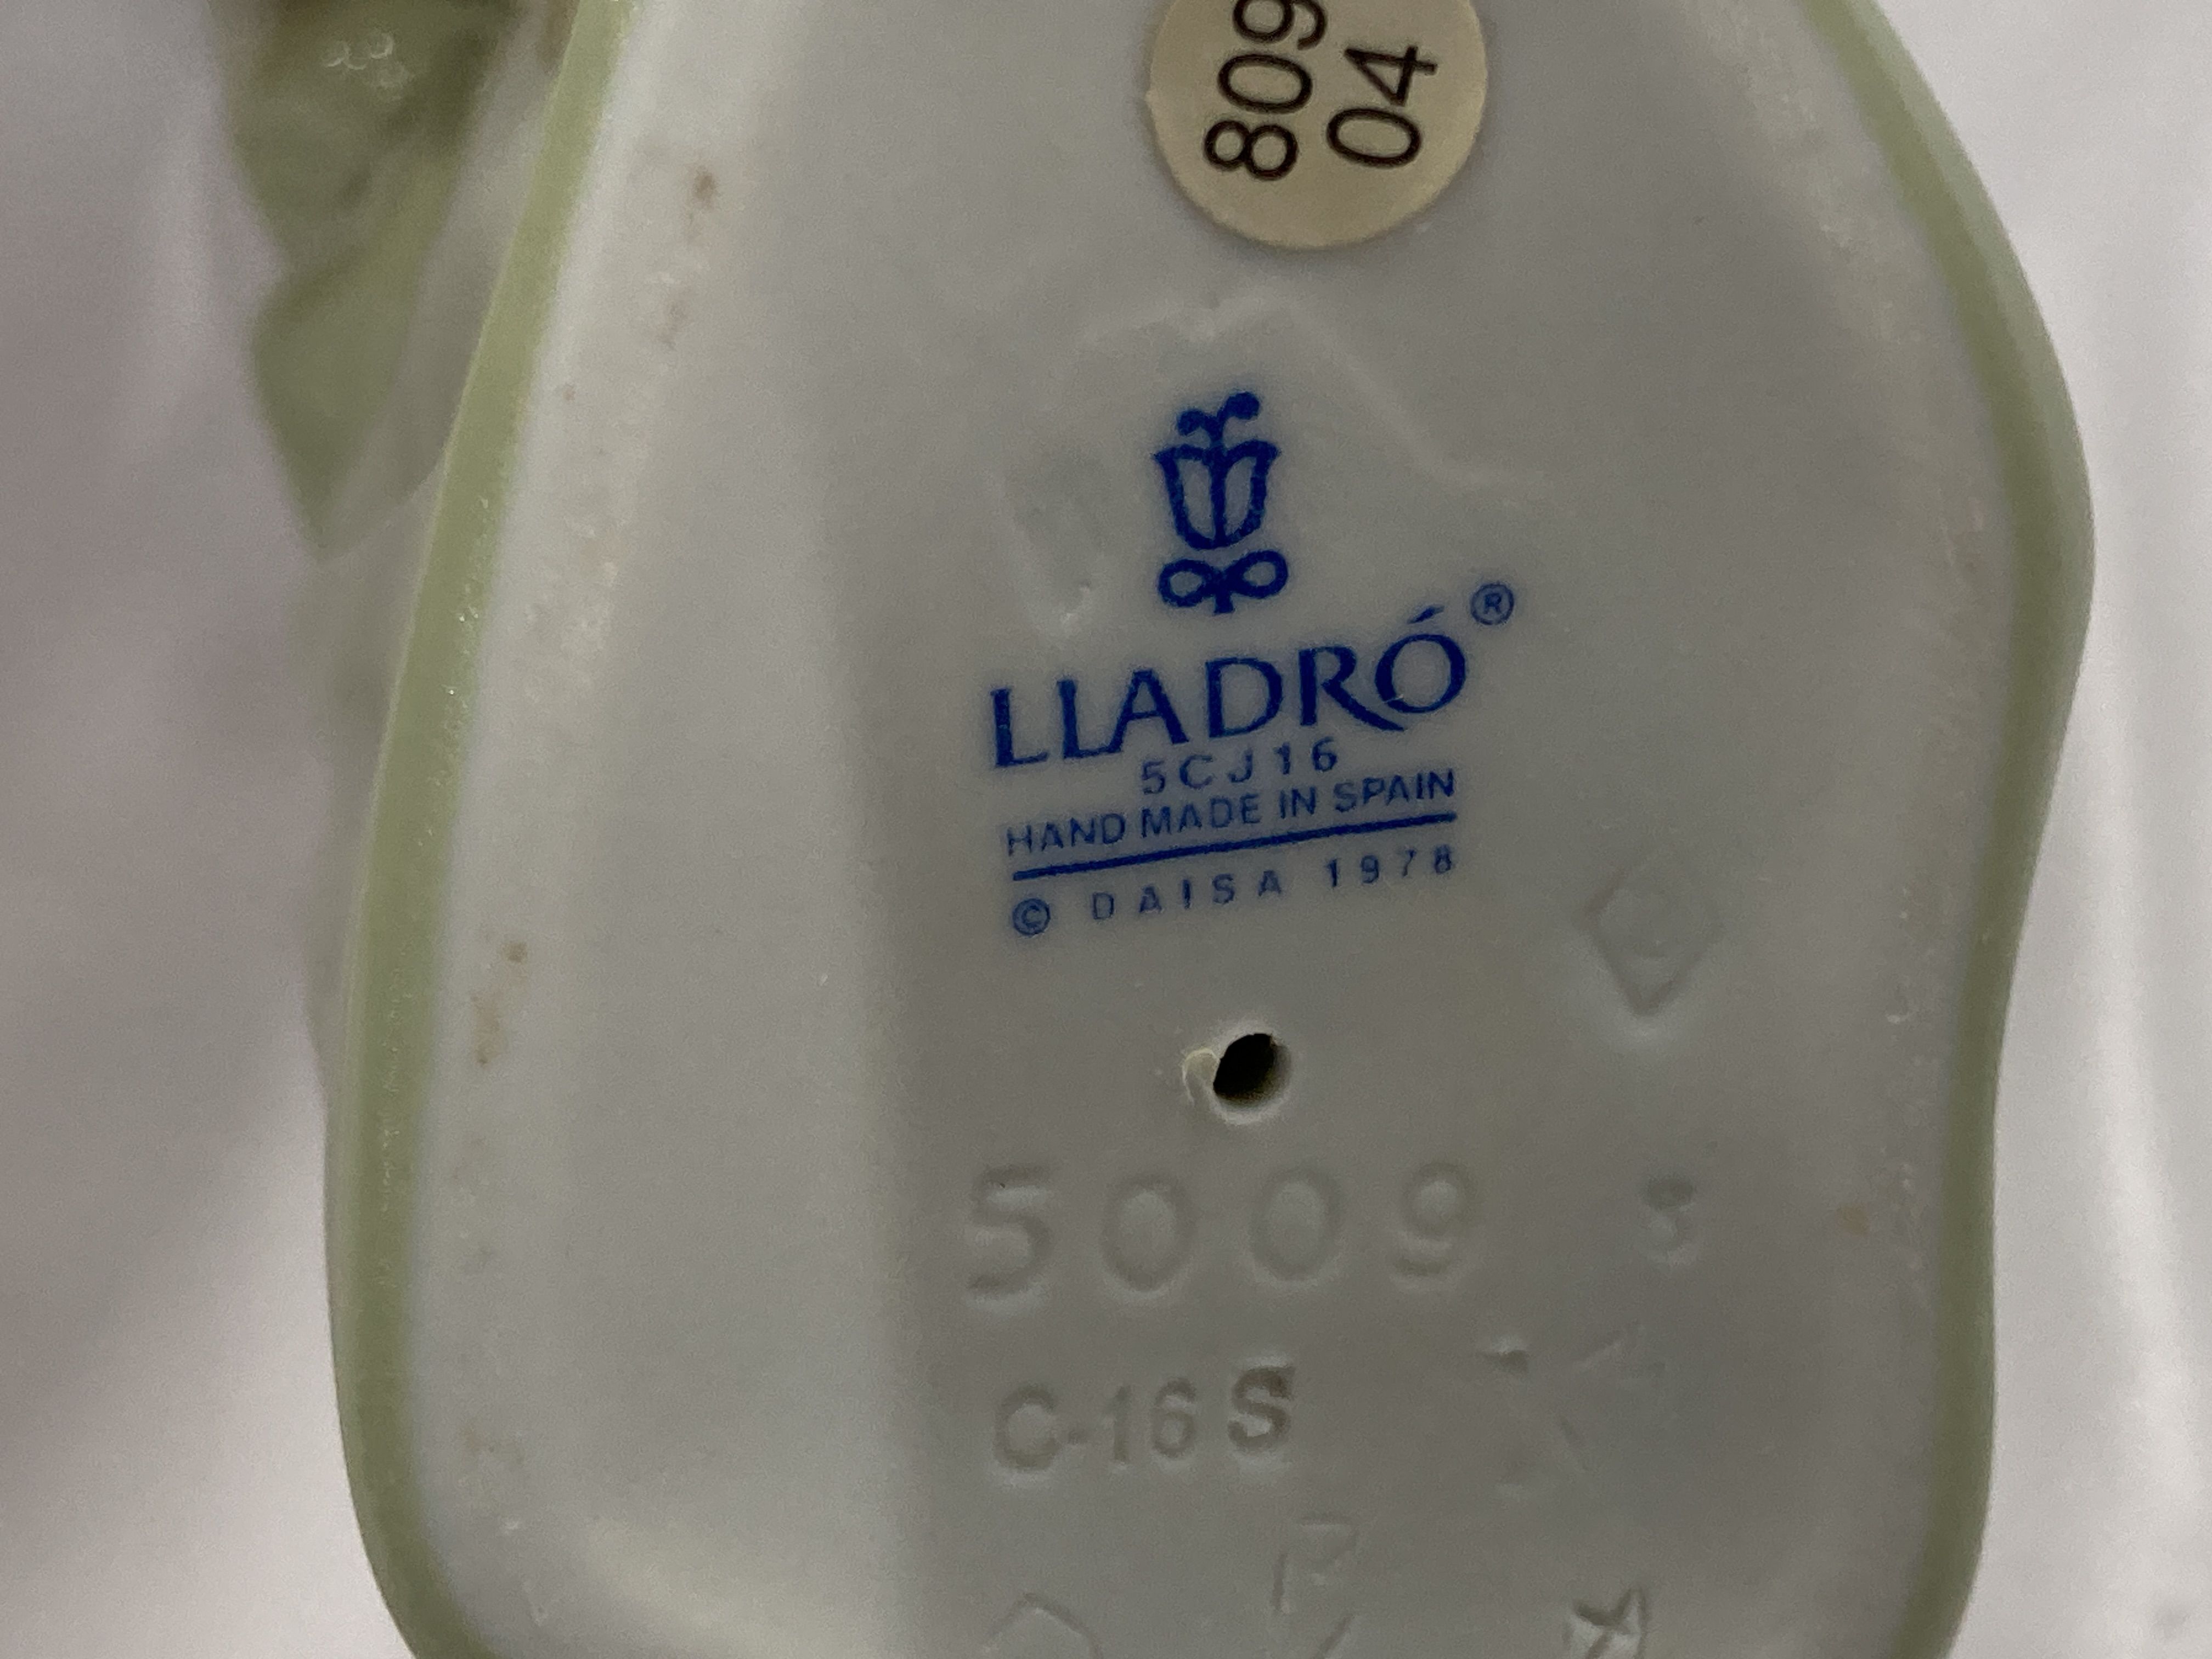 809
04
LLADRÓ®
5CJ16
HAND MADE IN SPAIN
© DAISA 1978
5009
C-16 S